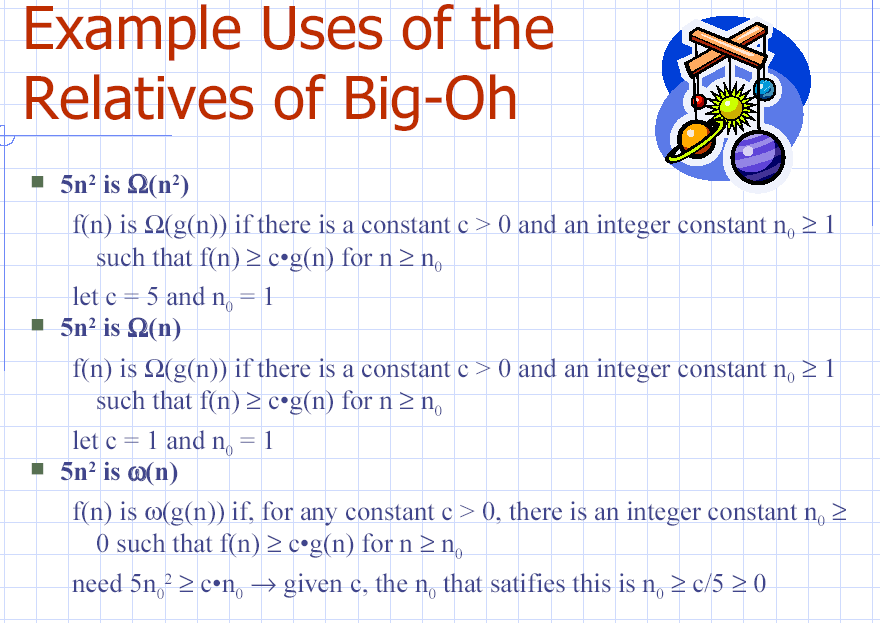 Example Uses of the
Relatives of Big-Oh
5n² is Ω(n²)
f(n) is Ω(g(n)) if there is a constant c > 0 and an integer constant n₀ ≥ 1
such that f(n) ≥ c•g(n) for n ≥ n₀
let c = 5 and n₀ = 1
5n² is Ω(n)
f(n) is Ω(g(n)) if there is a constant c > 0 and an integer constant n₀ ≥ 1
such that f(n) ≥ c•g(n) for n ≥ n₀
let c = 1 and n₀ = 1
5n² is ω(n)
f(n) is ω(g(n)) if, for any constant c > 0, there is an integer constant n₀ ≥
0 such that f(n) ≥ c•g(n) for n ≥ n₀
need 5n₀² ≥ c•n₀ → given c, the n₀ that satifies this is n₀ ≥ c/5 ≥ 0